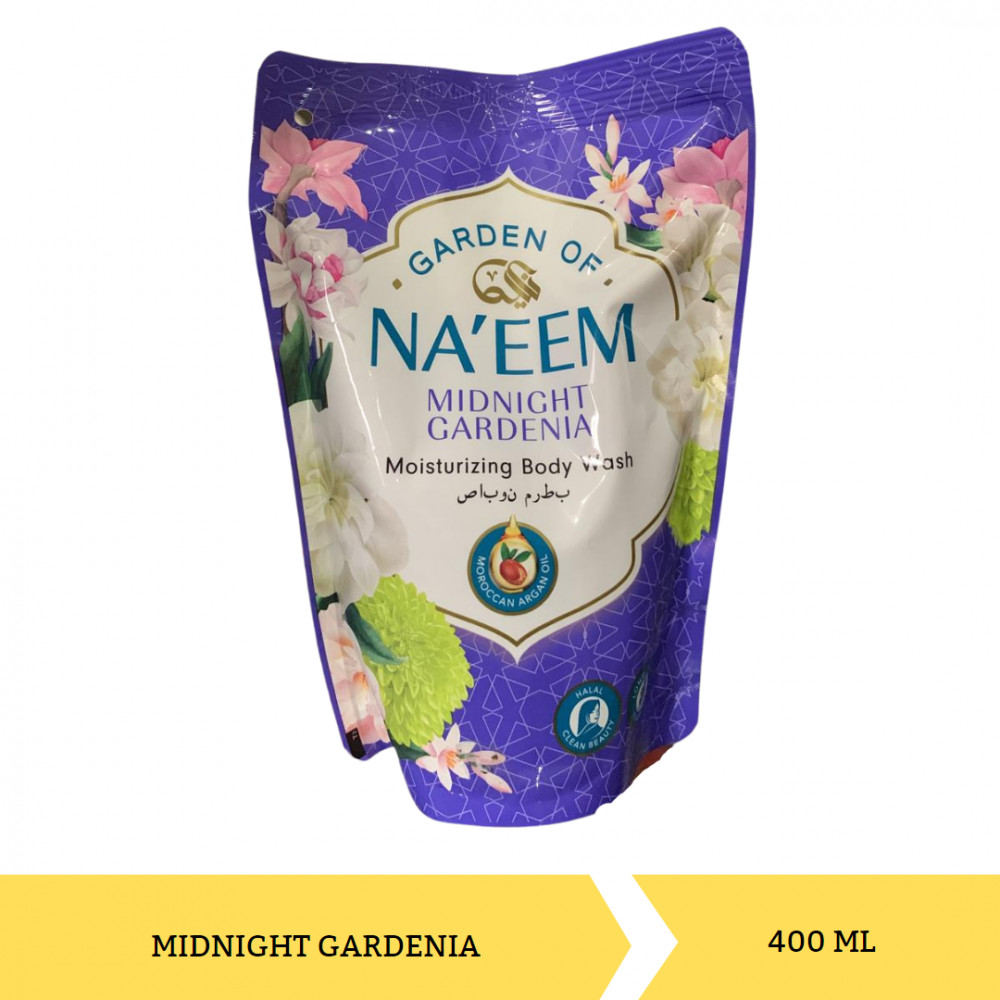 GARDEN OF
NA'EEM
MIDNIGHT
GARDENIA
Moisturizing Body Wash
بطرم نوباص
MOROCCAN ARGAN OIL
HALAL
CLEAN BEAUTY
MIDNIGHT GARDENIA
400 ML